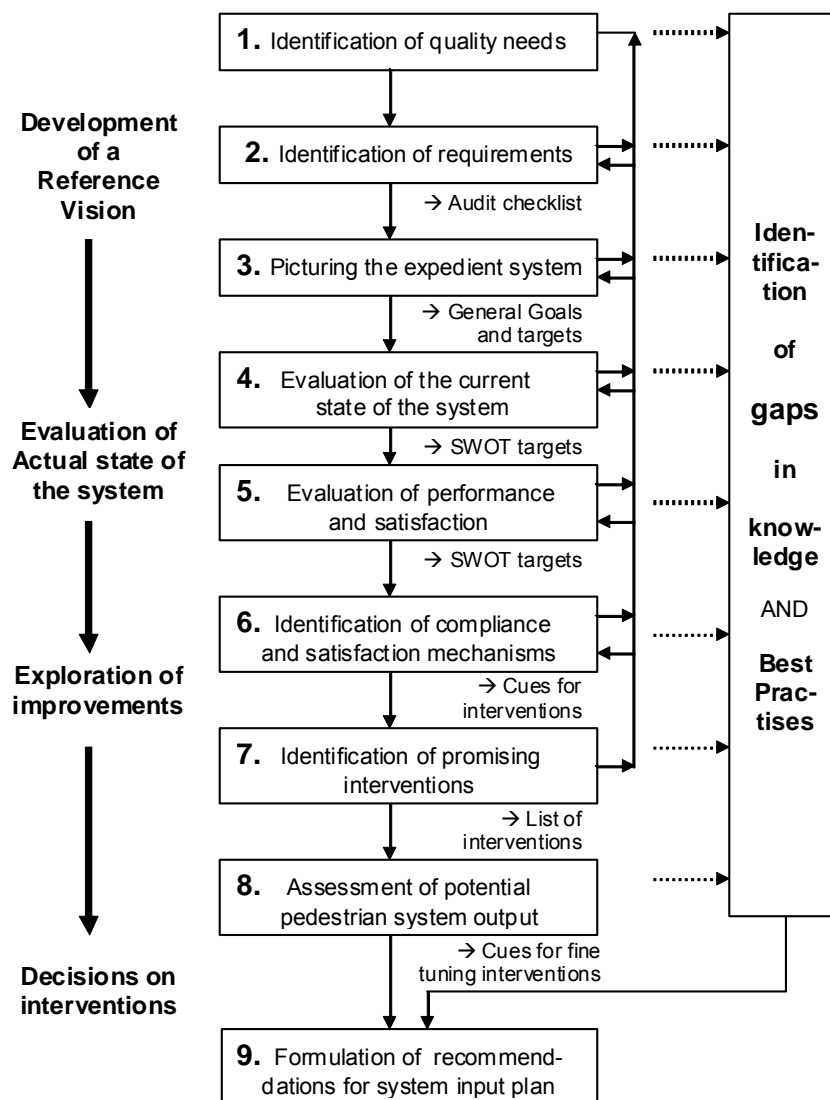 1. Identification of quality needs
Development
of a
Reference
Vision
2. Identification of requirements
→ Audit checklist
3. Picturing the expedient system
→ General Goals
and targets
4. Evaluation of the current
state of the system
Evaluation of
Actual state of
the system
→ SWOT targets
5. Evaluation of performance
and satisfaction
→ SWOT targets
6. Identification of compliance
and satisfaction mechanisms
Exploration of
improvements
→ Cues for
interventions
7. Identification of promising
interventions
→ List of
interventions
8. Assessment of potential
pedestrian system output
Decisions on
interventions
→ Cues for fine
tuning interventions
9. Formulation of recommend-
dations for system input plan
Iden-
tifica-
tion
of
gaps
in
know-
ledge
AND
Best
Prac-
tises